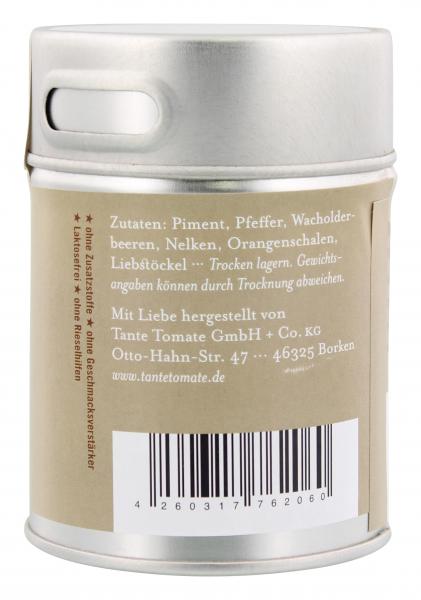 Zutaten: Piment, Pfeffer, Wacholder-
beeren, Nelken, Orangenschalen,
Liebstöckel ··· Trocken lagern. Gewichts-
angaben können durch Trocknung abweichen.
Mit Liebe hergestellt von
Tante Tomate GmbH + Co. KG
Otto-Hahn-Str. 47 ··· 46325 Borken
www.tantetomate.de
★ ohne Zusatzstoffe ★ ohne Geschmacksverstärker
★ Laktosefrei ★ ohne Rieselhilfen
4 260317 762060